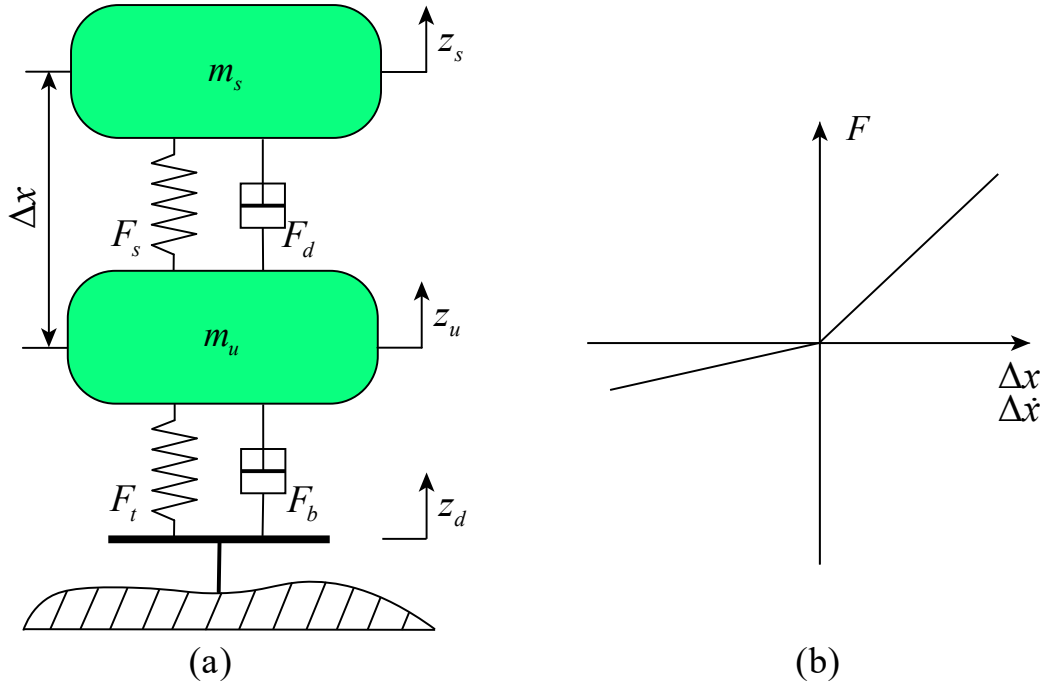 z_s
m_s
Δx
F_s
F_d
z_u
m_u
F_t
F_b
z_d
(a)
F
Δx
Δẋ
(b)